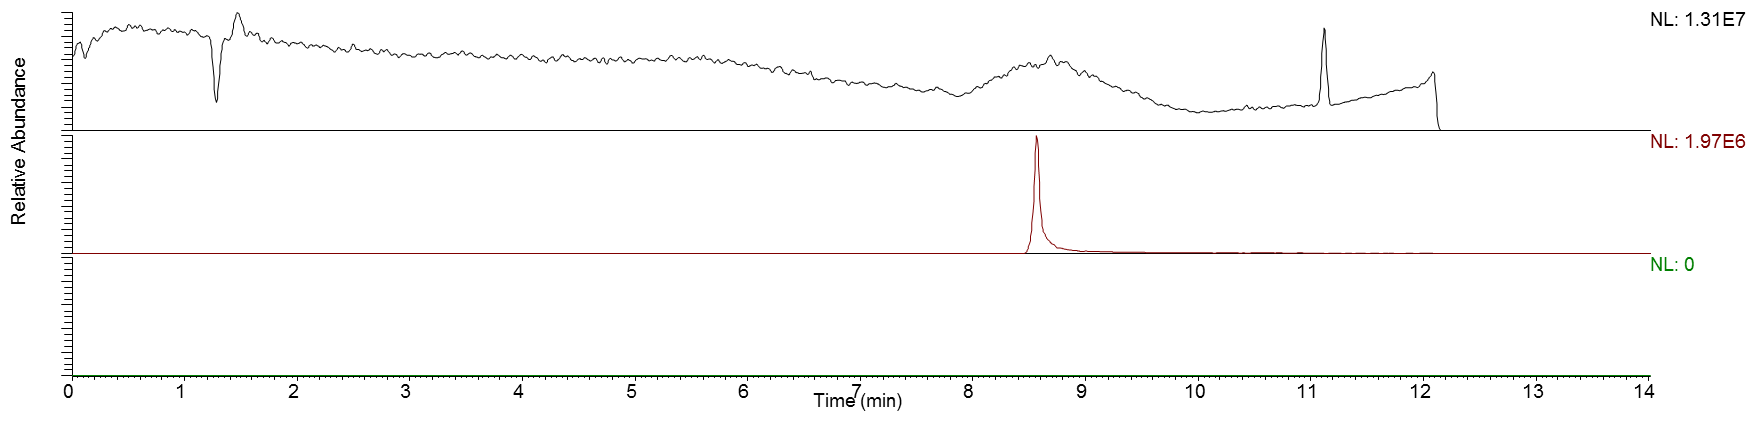 NL: 1.31E7
Relative Abundance
NL: 1.97E6
NL: 0
0 1 2 3 4 5 6 7 8 9 10 11 12 13 14
Time (min)